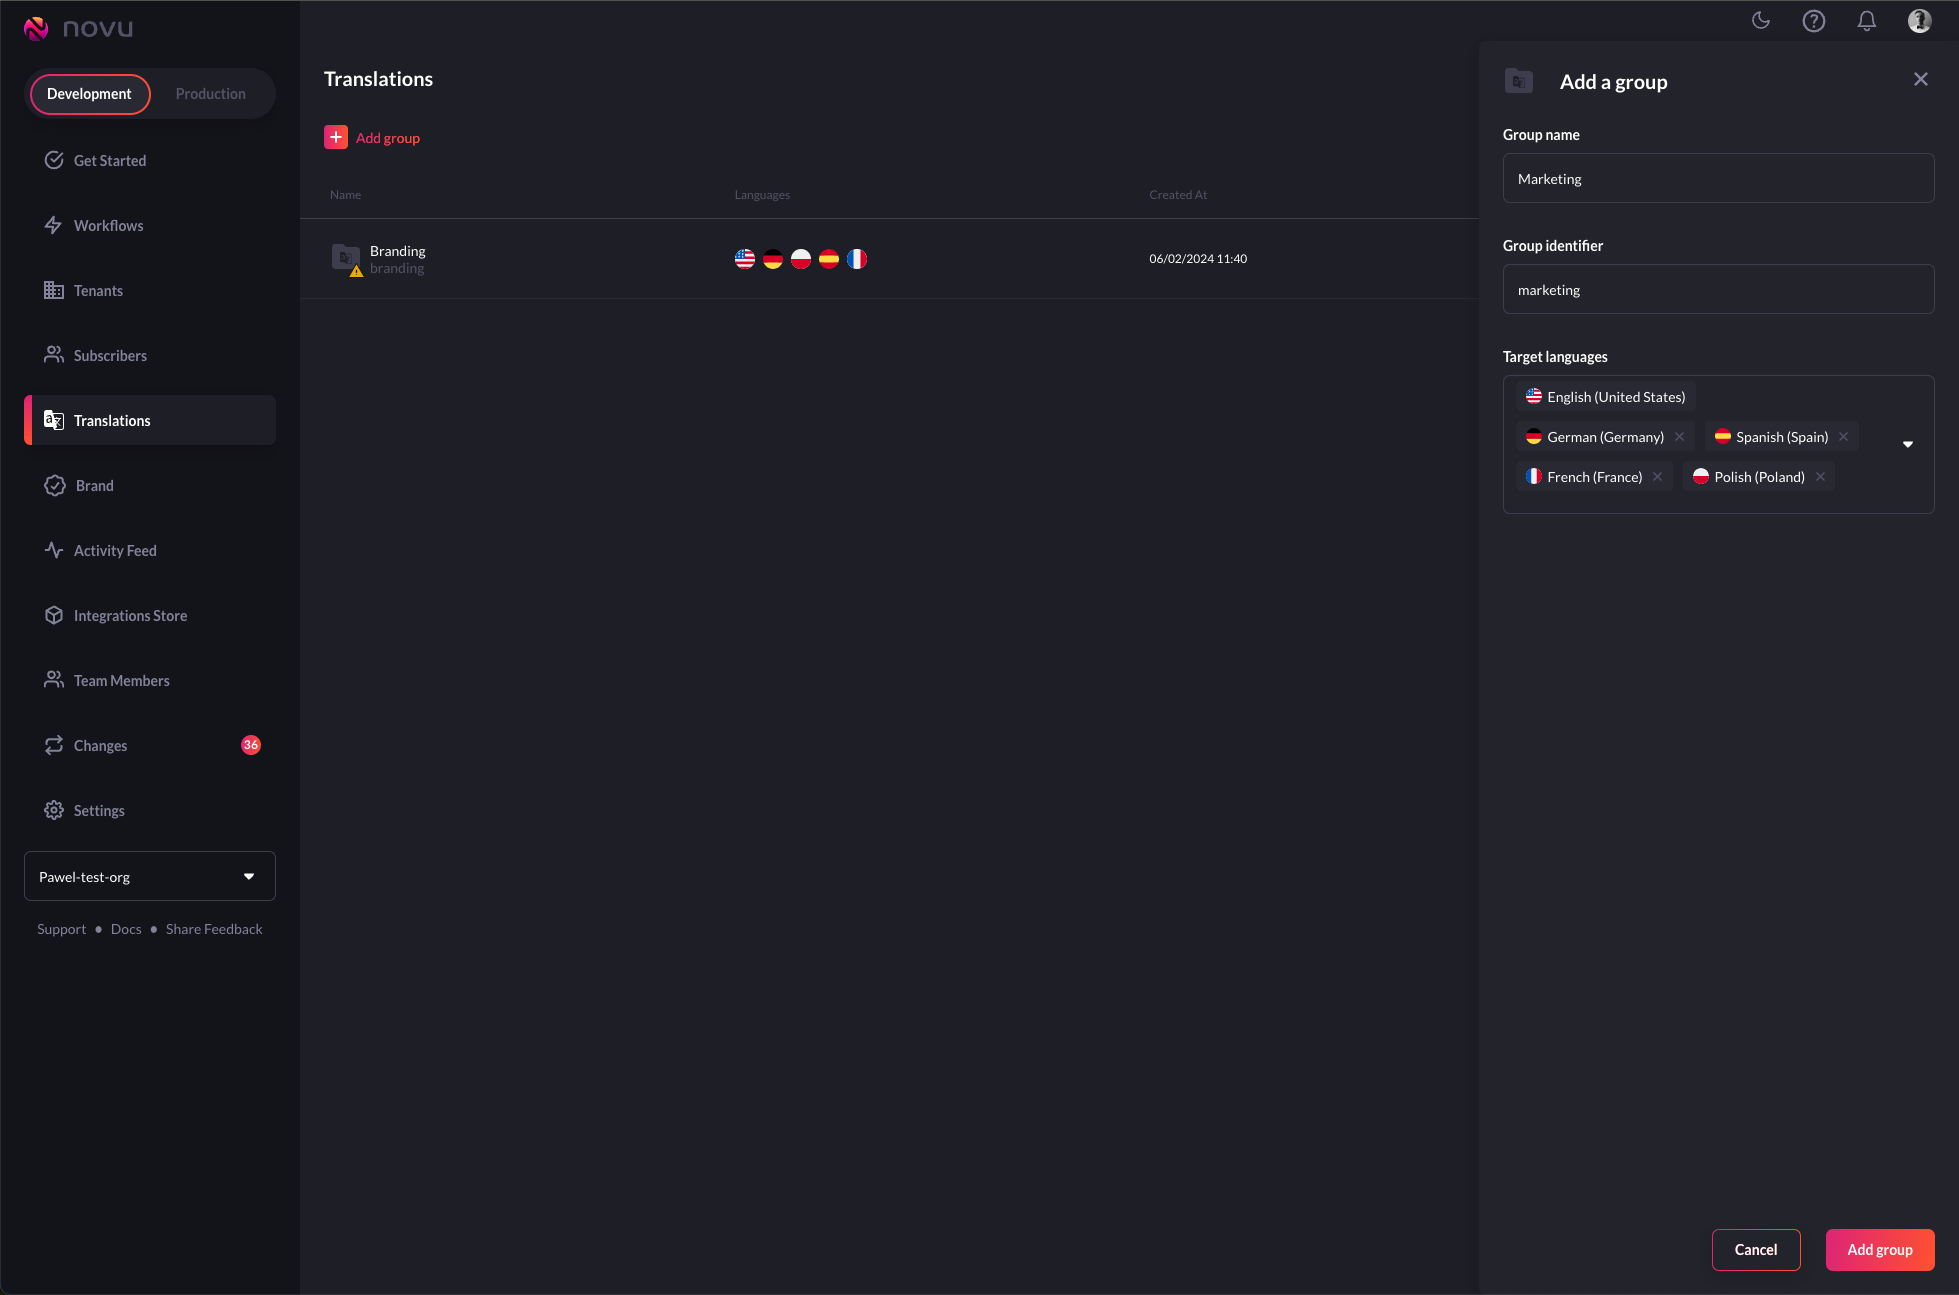 novu
Development Production
Get Started
Workflows
Tenants
Subscribers
Translations
Brand
Activity Feed
Integrations Store
Team Members
Changes 36
Settings
Pawel-test-org
Support • Docs • Share Feedback
Translations
Add group
Name Languages Created At
Branding
branding
06/02/2024 11:40
Add a group
Group name
Marketing
Group identifier
marketing
Target languages
English (United States)
German (Germany) Spanish (Spain)
French (France) Polish (Poland)
Cancel Add group